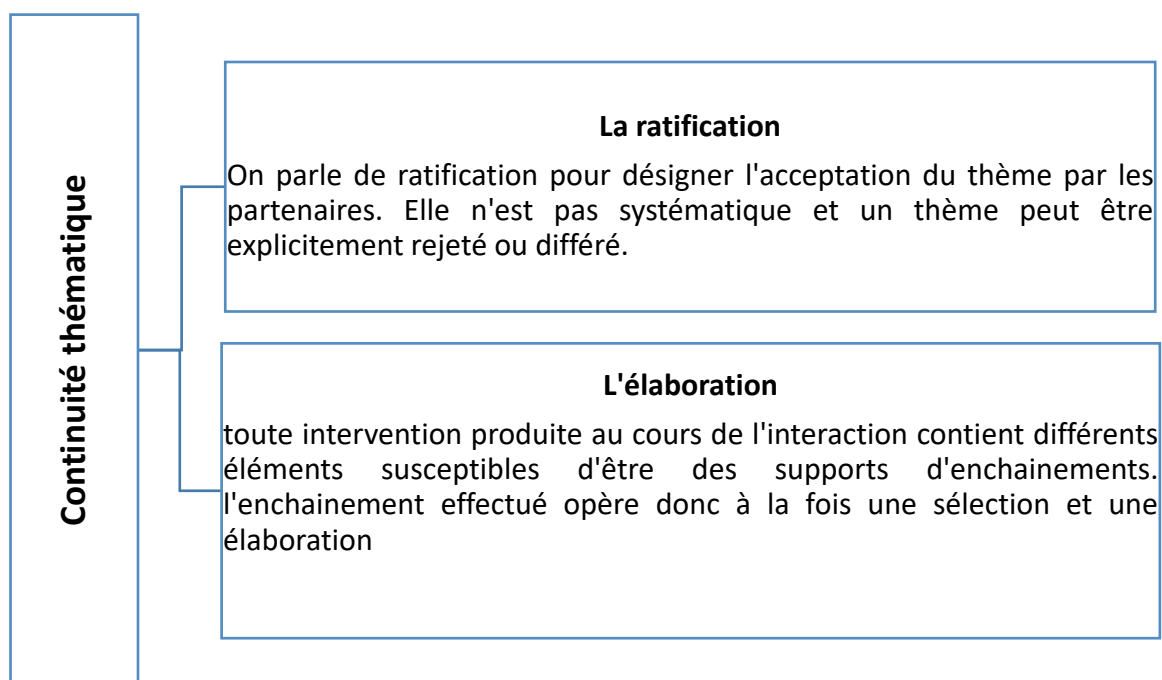 Continuité thématique
La ratification
On parle de ratification pour désigner l'acceptation du thème par les
partenaires. Elle n'est pas systématique et un thème peut être
explicitement rejeté ou différé.
L'élaboration
toute intervention produite au cours de l'interaction contient différents
éléments susceptibles d'être des supports d'enchainements.
l'enchainement effectué opère donc à la fois une sélection et une
élaboration